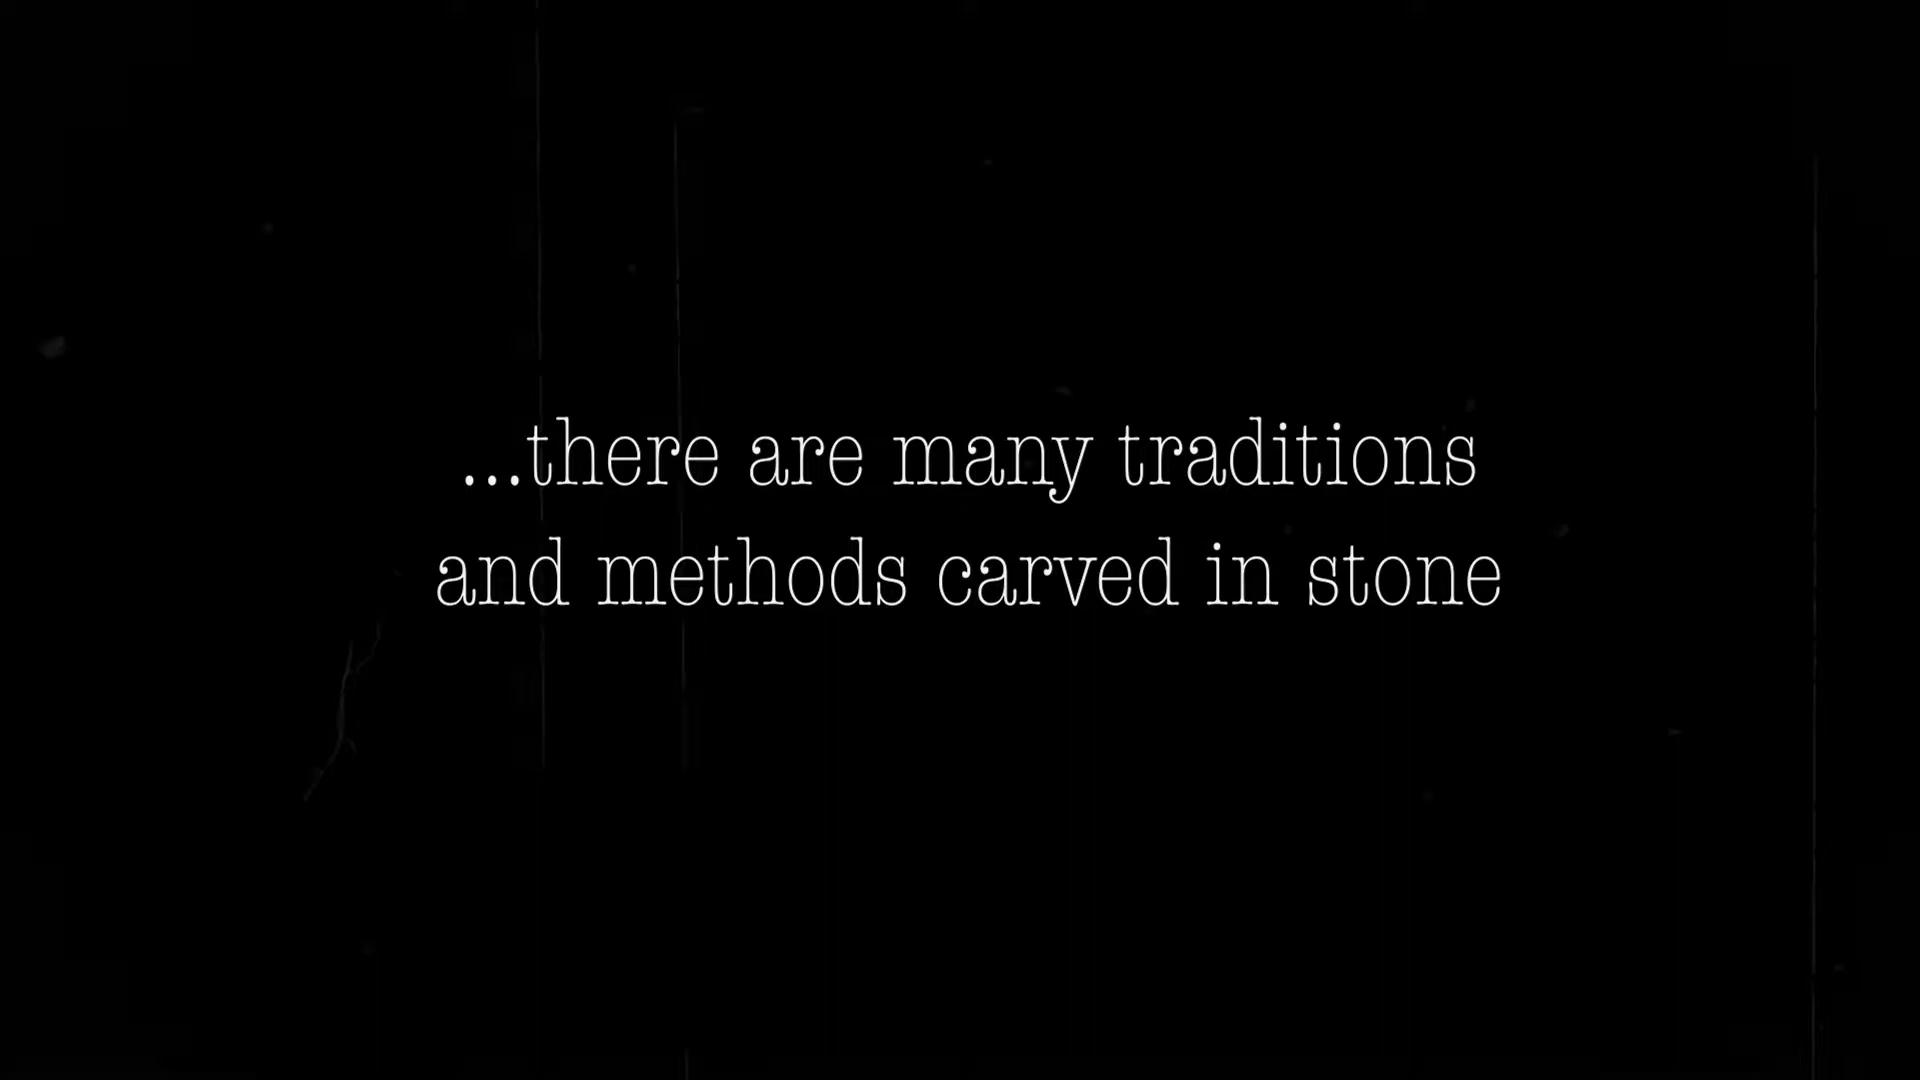 ...there are many traditions
and methods carved in stone